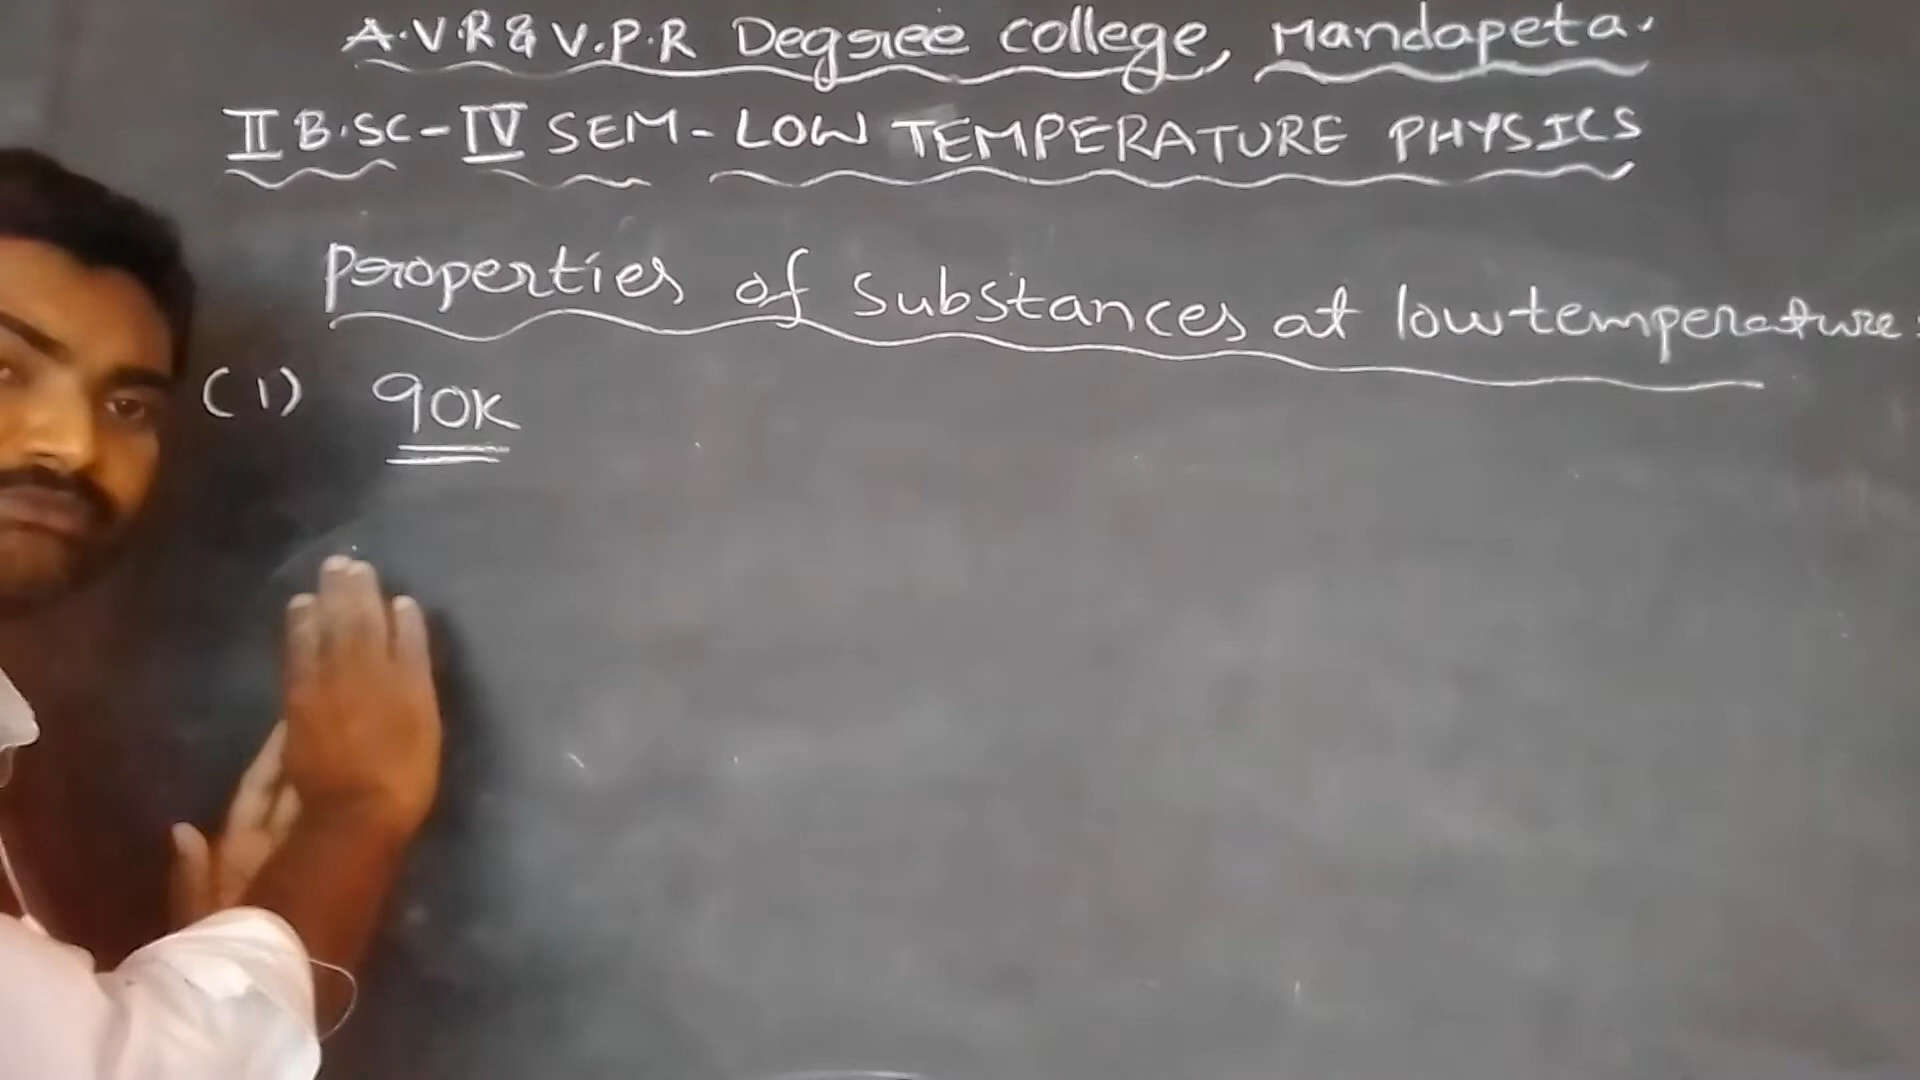 A.V.R & V.P.R Degree college, Mandapeta.
II B.SC - IV SEM - LOW TEMPERATURE PHYSICS
Properties of Substances at low temperature:
(1) 90K